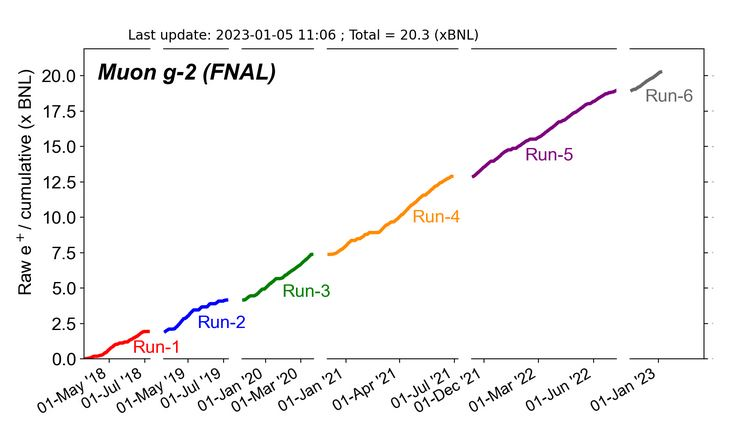 Last update: 2023-01-05 11:06 ; Total = 20.3 (xBNL)
Muon g-2 (FNAL)
Raw e+ / cumulative (x BNL)
20.0
17.5
15.0
12.5
10.0
7.5
5.0
2.5
0.0
Run-1
Run-2
Run-3
Run-4
Run-5
Run-6
01-May '18
01-Jul '18
01-May '19
01-Jul '19
01-Jan '20
01-Mar '20
01-Jan '21
01-Apr '21
01-Jul '21
01-Dec '21
01-Mar '22
01-Jun '22
01-Jan '23